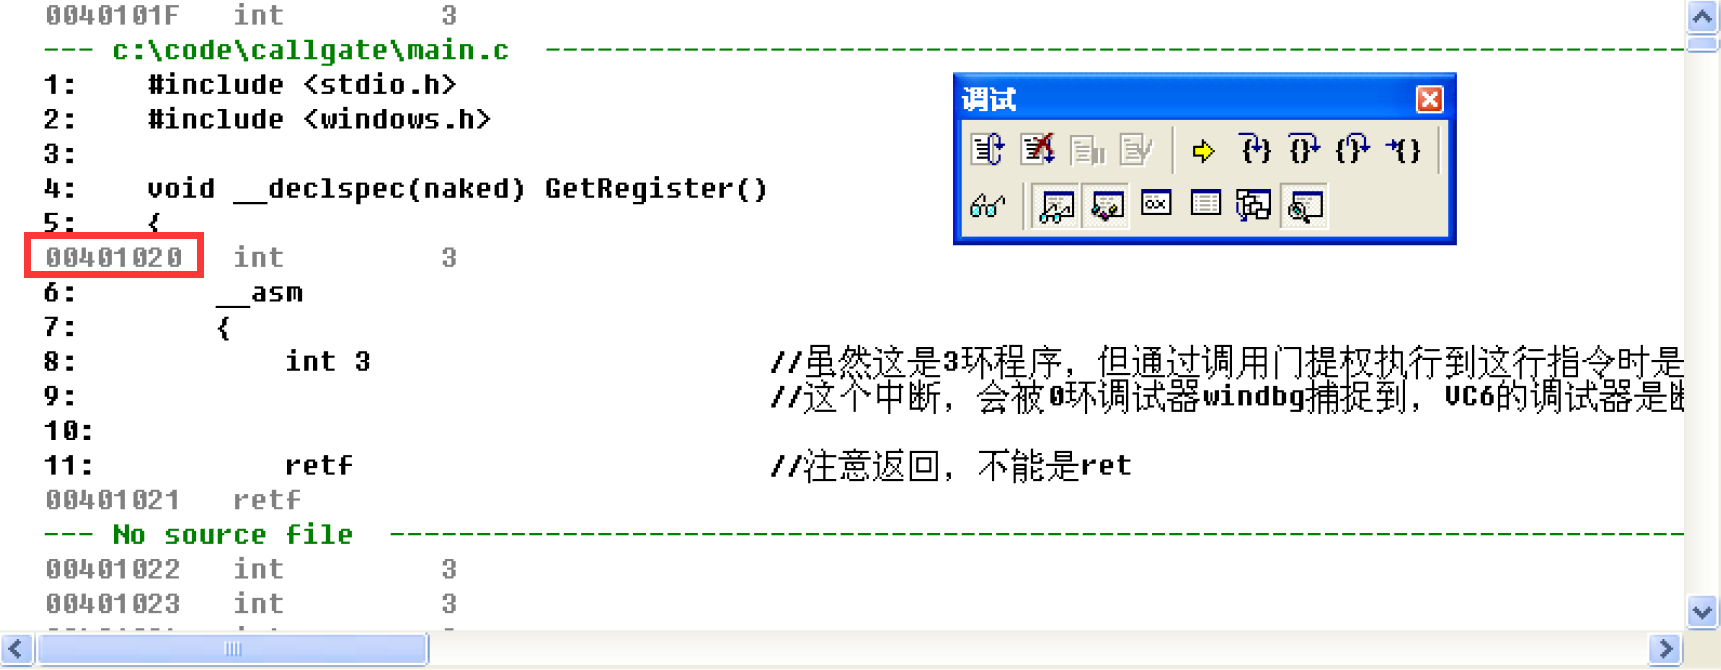 0040101F int 3
--- c:\code\callgate\main.c ---
1: #include <stdio.h>
2: #include <windows.h>
3:
调试
4: void __declspec(naked) GetRegister()
5: {
00401020 int 3
6: __asm
7: {
8: int 3 //虽然这是3环程序，但通过调用门提权执行到这行指令时是
9: //这个中断，会被0环调试器windbg捕捉到，VC6的调试器是
10:
11: retf //注意返回，不能是ret
00401021 retf
--- No source file ---
00401022 int 3
00401023 int 3